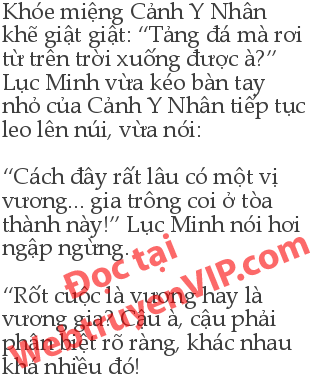 Khóe miệng Cảnh Y Nhân
khẽ giật giật: “Tảng đá mà rơi
từ trên trời xuống được à?”
Lục Minh vừa kéo bàn tay
nhỏ của Cảnh Y Nhân tiếp tục
leo lên núi, vừa nói:
“Cách đây rất lâu có một vị
vương... gia trông coi ở tòa
thành này!” Lục Minh nói hơi
ngập ngừng.
“Rốt cuộc là vương hay là
vương gia? Cậu à, cậu phải
phân biệt rõ ràng, khác nhau
khá nhiều đó!
Đọc tại
WebtruyenVIP.com